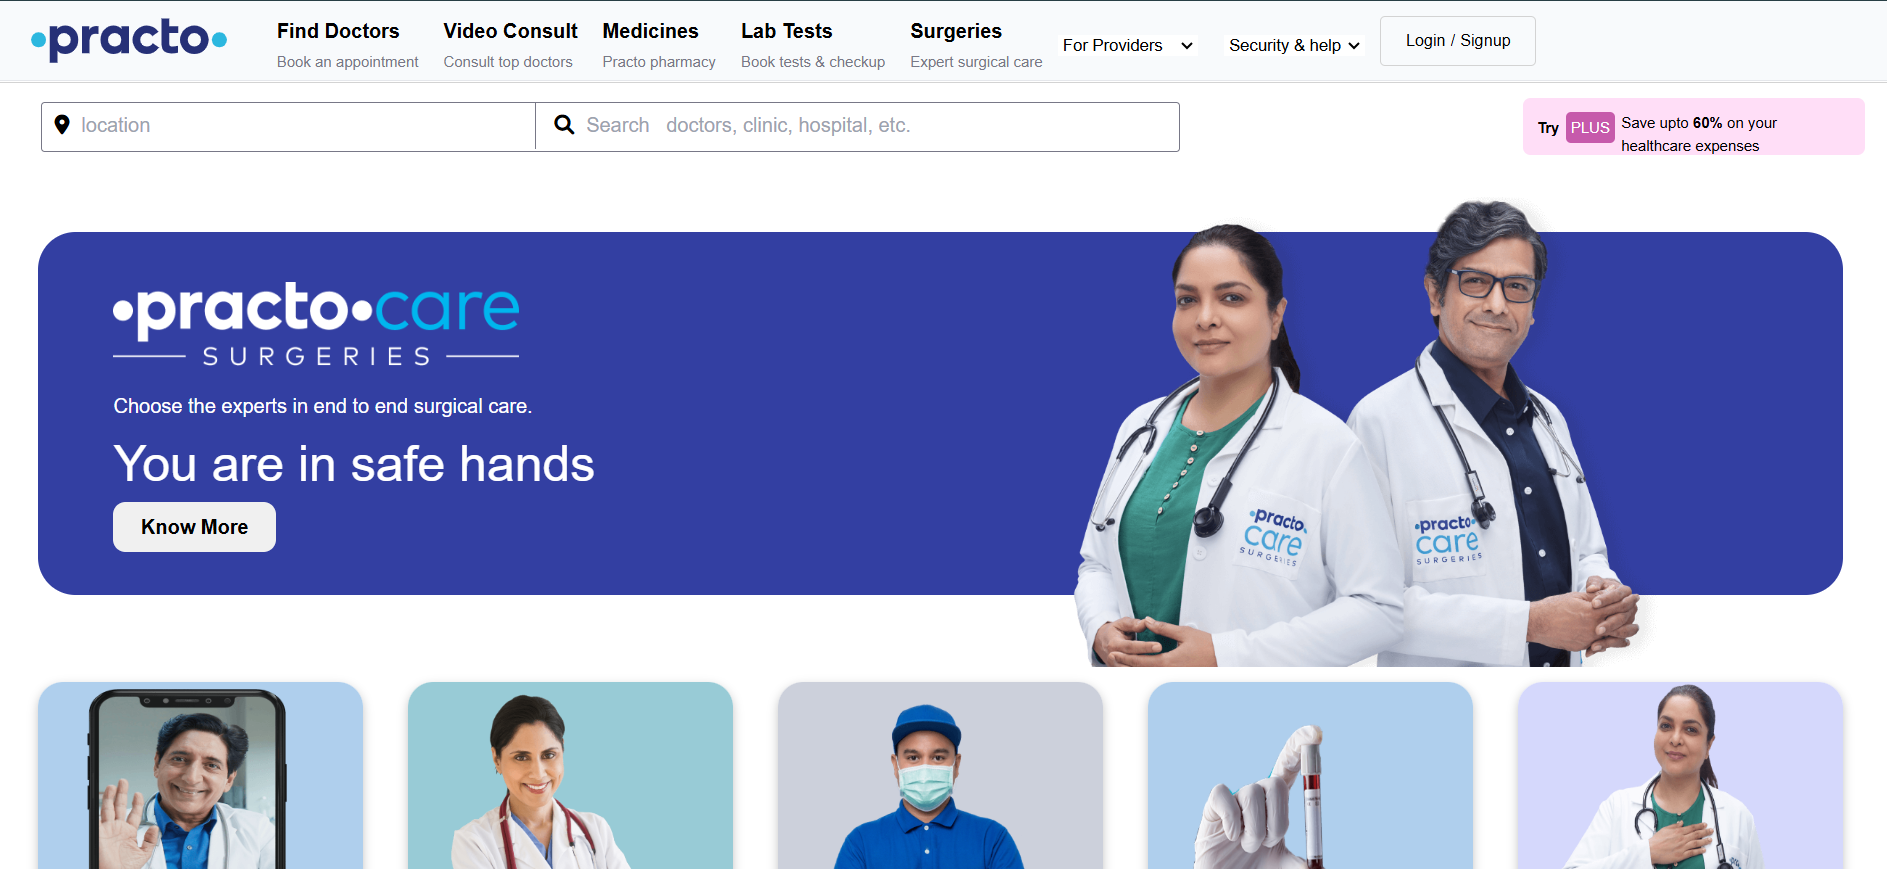 practo
Find Doctors
Book an appointment
Video Consult
Consult top doctors
Medicines
Practo pharmacy
Lab Tests
Book tests & checkup
Surgeries
Expert surgical care
For Providers
Security & help
Login / Signup
location
Search doctors, clinic, hospital, etc.
Try PLUS Save upto 60% on your
healthcare expenses
practo care
SURGERIES
Choose the experts in end to end surgical care.
You are in safe hands
Know More
practo
care
SURGERIES
practo
care
SURGERIES